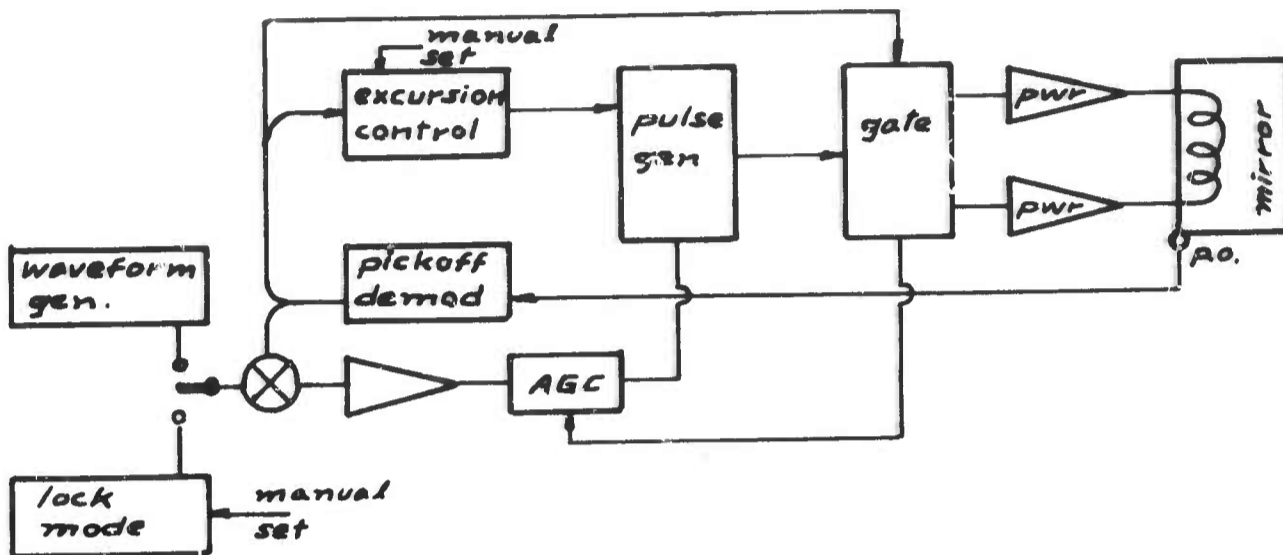 manual
set
excursion
control
pulse
gen
gate
pwr
pwr
mirror
p.o.
waveform
gen.
pickoff
demod
AGC
lock
mode
manual
set